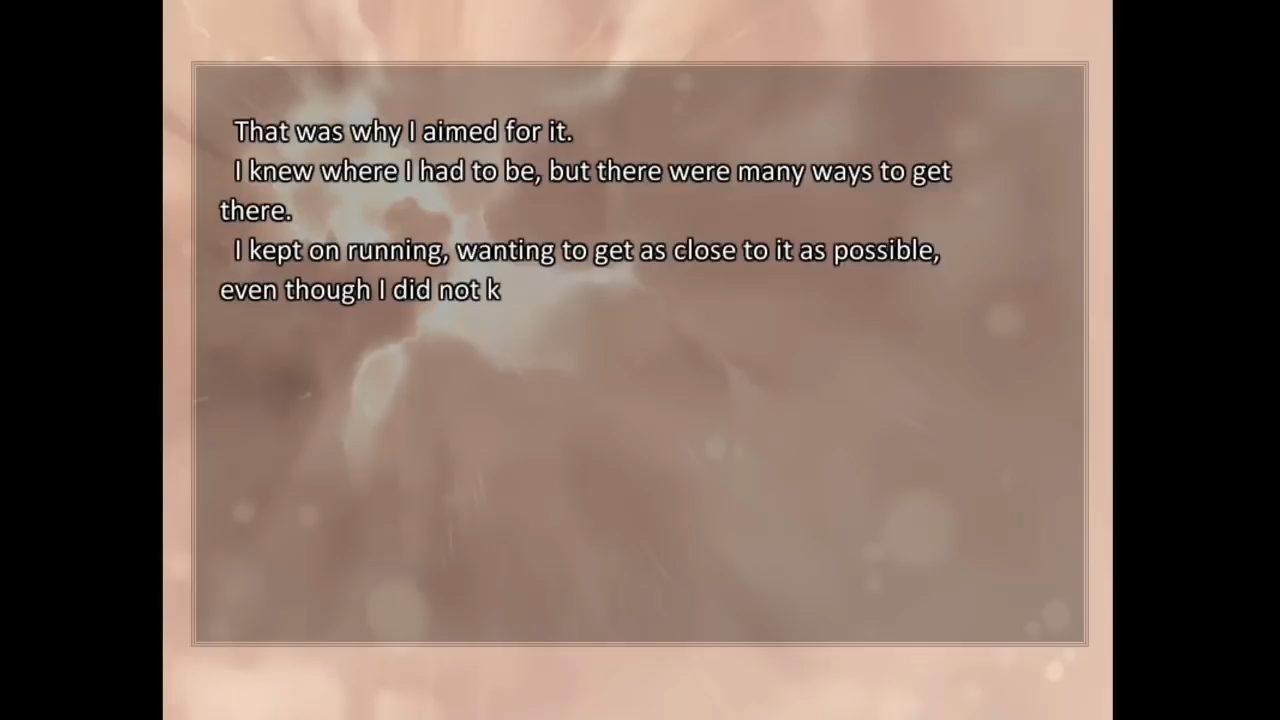 That was why I aimed for it.
I knew where I had to be, but there were many ways to get
there.
I kept on running, wanting to get as close to it as possible,
even though I did not k